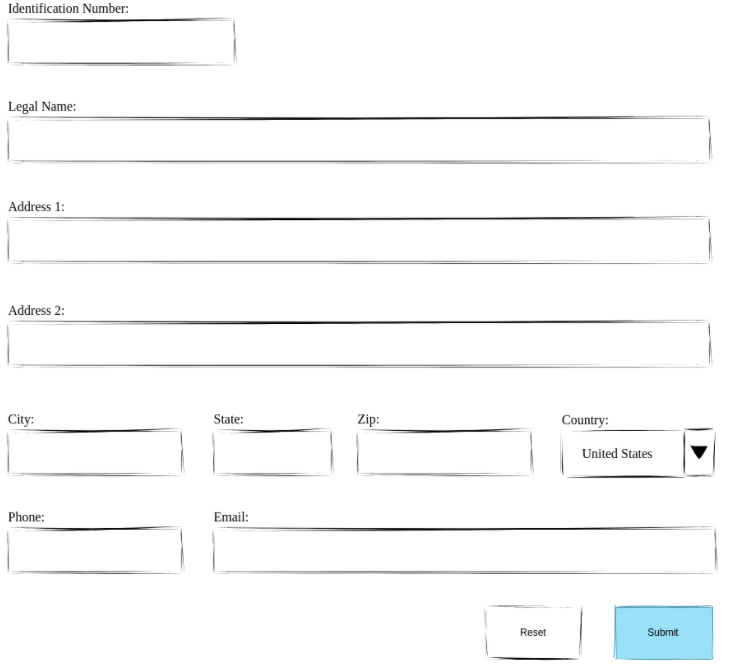 Identification Number:
Legal Name:
Address 1:
Address 2:
City: State: Zip: Country:
United States
Phone: Email:
Reset Submit